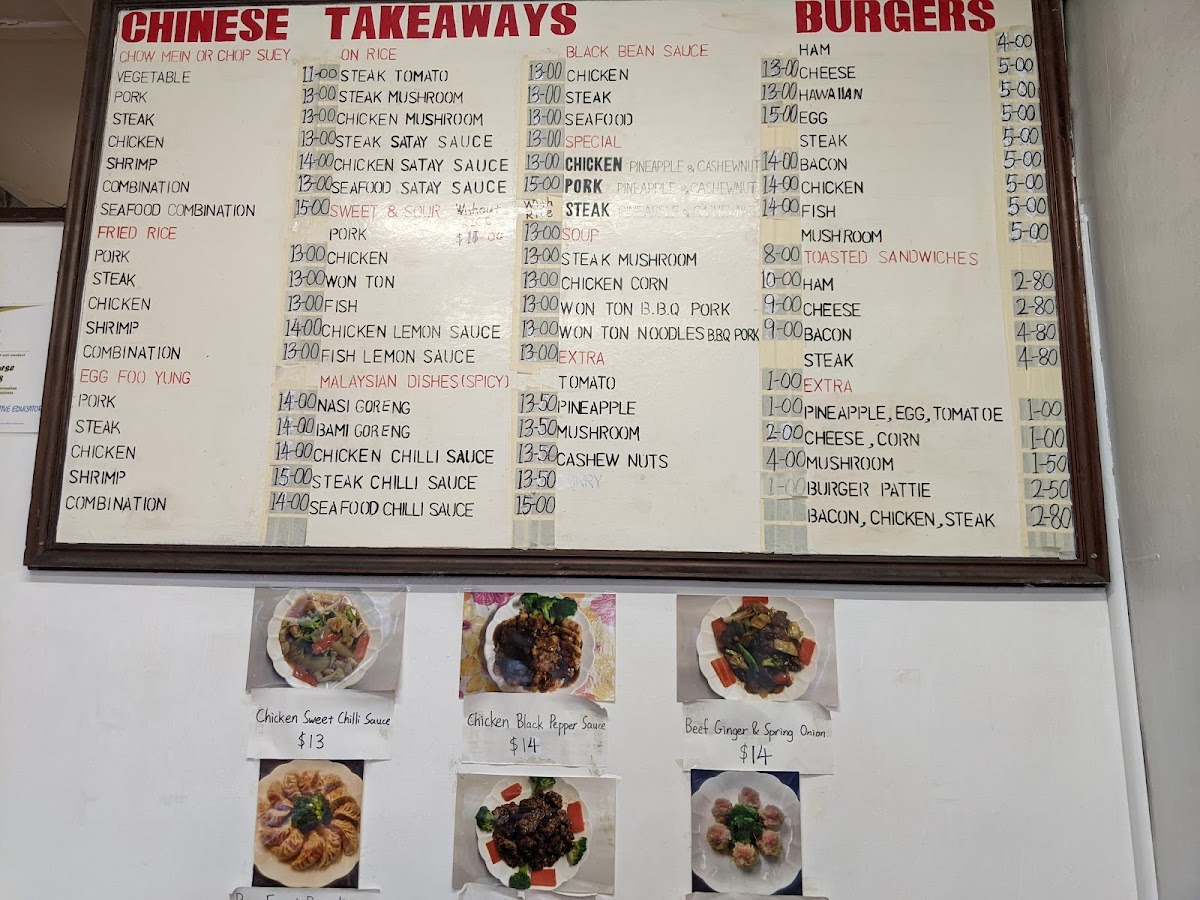 CHINESE TAKEAWAYS
CHOW MEIN OR CHOP SUEY
VEGETABLE 11-00
PORK 13-00
STEAK 13-00
CHICKEN 13-00
SHRIMP 14-00
COMBINATION 13-00
SEAFOOD COMBINATION 15-00
FRIED RICE
PORK 13-00
STEAK 13-00
CHICKEN 13-00
SHRIMP 14-00
COMBINATION 13-00
EGG FOO YUNG
PORK 14-00
STEAK 14-00
CHICKEN 14-00
SHRIMP 15-00
COMBINATION 14-00
ON RICE
STEAK TOMATO 13-00
STEAK MUSHROOM 13-00
CHICKEN MUSHROOM 13-00
STEAK SATAY SAUCE 13-00
CHICKEN SATAY SAUCE 13-00
SEAFOOD SATAY SAUCE 15-00
SWEET & SOUR Without With Rice
PORK 13-00
CHICKEN 13-00
WON TON 13-00
FISH 13-00
CHICKEN LEMON SAUCE 13-00
FISH LEMON SAUCE 13-00
MALAYSIAN DISHES(SPICY)
NASI GORENG 13-50
BAMI GORENG 13-50
CHICKEN CHILLI SAUCE 13-50
STEAK CHILLI SAUCE 13-50
SEAFOOD CHILLI SAUCE 15-00
BLACK BEAN SAUCE
CHICKEN 13-00
STEAK 13-00
SEAFOOD 15-00
SPECIAL
CHICKEN PINEAPPLE & CASHEWNUT 14-00
PORK PINEAPPLE & CASHEWNUT 14-00
STEAK PINEAPPLE & CASHEWNUT 14-00
SOUP
STEAK MUSHROOM 8-00
CHICKEN CORN 10-00
WON TON B.B.Q PORK 9-00
WON TON NOODLES B.B.Q PORK 9-00
EXTRA
TOMATO 1-00
PINEAPPLE 1-00
MUSHROOM 2-00
CASHEW NUTS 4-00
1-00
BURGERS
HAM 4-00
CHEESE 5-00
HAWAIIAN 5-00
EGG 5-00
STEAK 5-00
BACON 5-00
CHICKEN 5-00
FISH 5-00
MUSHROOM 5-00
TOASTED SANDWICHES
HAM 2-80
CHEESE 2-80
BACON 4-80
STEAK 4-80
EXTRA
PINEAPPLE, EGG, TOMATOE 1-00
CHEESE, CORN 1-00
MUSHROOM 1-50
BURGER PATTIE 2-50
BACON, CHICKEN, STEAK 2-80
Chicken Sweet Chilli Sauce
$13
Chicken Black Pepper Sauce
$14
Beef Ginger & Spring Onion
$14